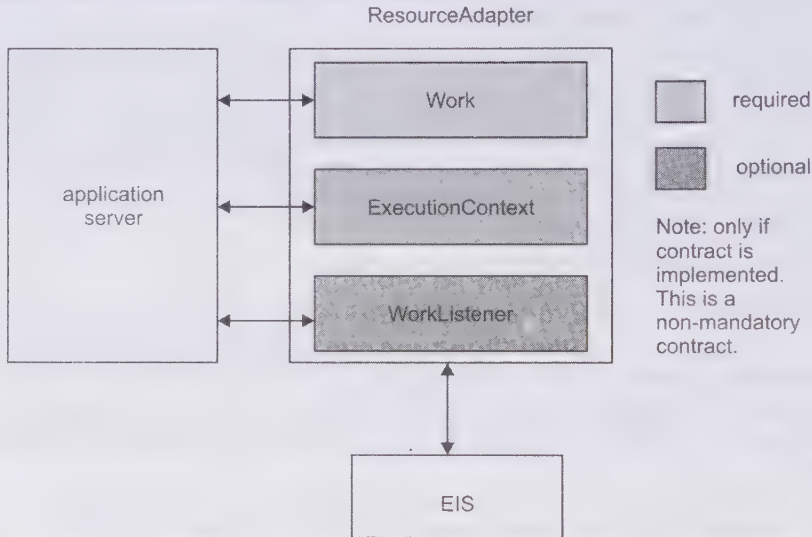 ResourceAdapter
Work
required
application
server
ExecutionContext
optional
Note: only if
contract is
implemented.
This is a
non-mandatory
contract.
WorkListener
EIS